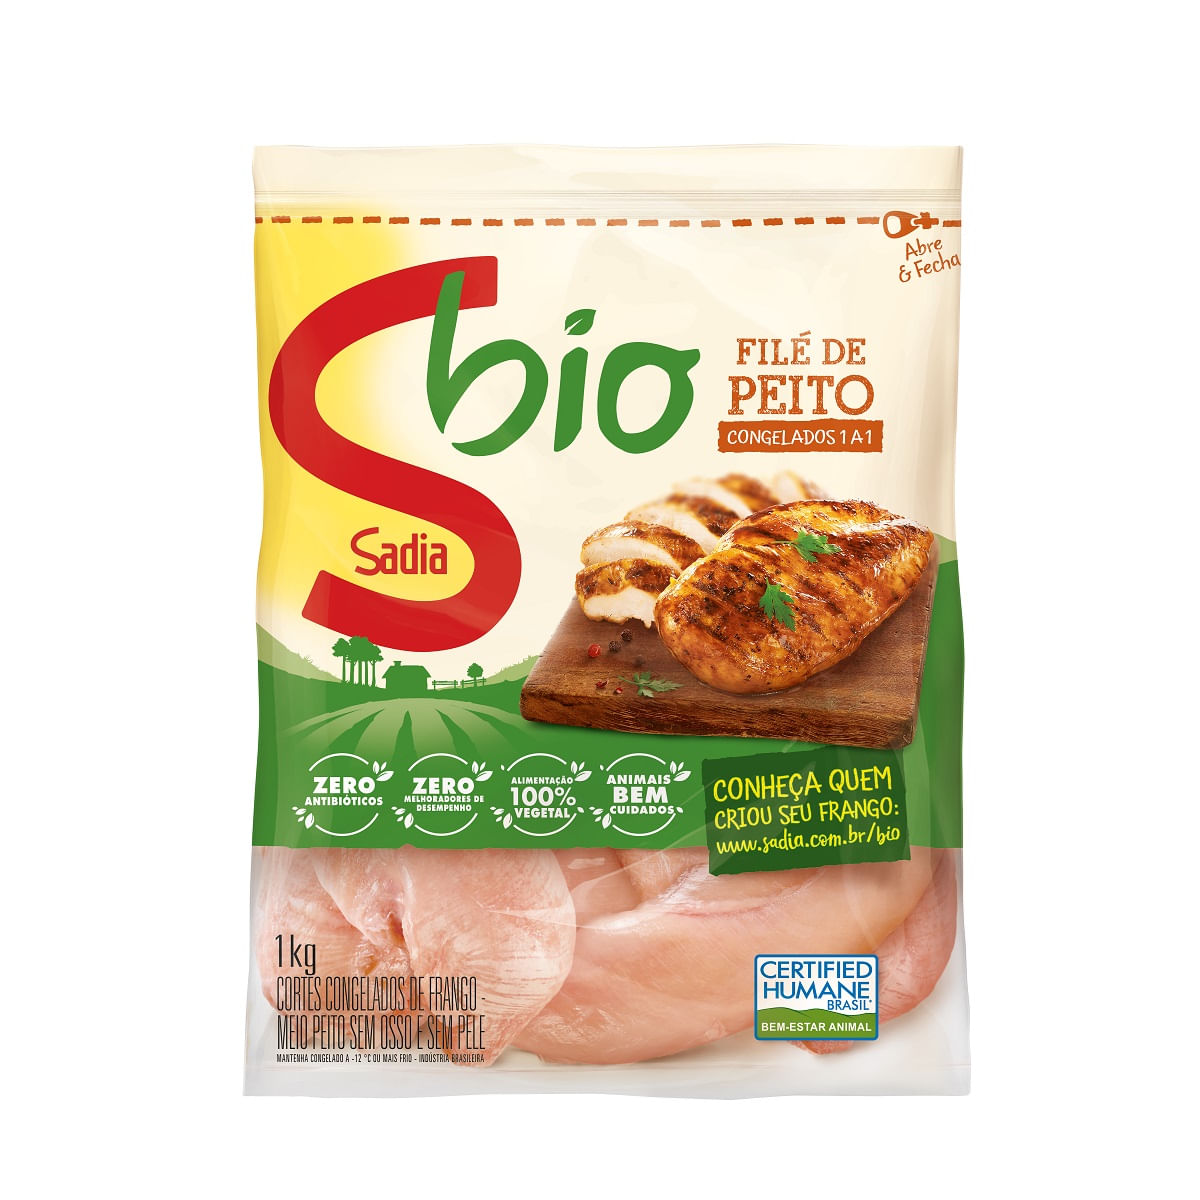 Abre
& Fecha
S bio
Sadia
FILÉ DE
PEITO
CONGELADOS 1 A 1
ZERO
ANTIBIÓTICOS
ZERO
MELHORADORES DE
DESEMPENHO
ALIMENTAÇÃO
100%
VEGETAL
ANIMAIS
BEM
CUIDADOS
CONHEÇA QUEM
CRIOU SEU FRANGO:
www.sadia.com.br/bio
1kg
CORTES CONGELADOS DE FRANGO -
MEIO PEITO SEM OSSO E SEM PELE
MANTENHA CONGELADO A -12 °C OU MAIS FRIO - INDÚSTRIA BRASILEIRA
CERTIFIED
HUMANE
BRASIL®
BEM-ESTAR ANIMAL